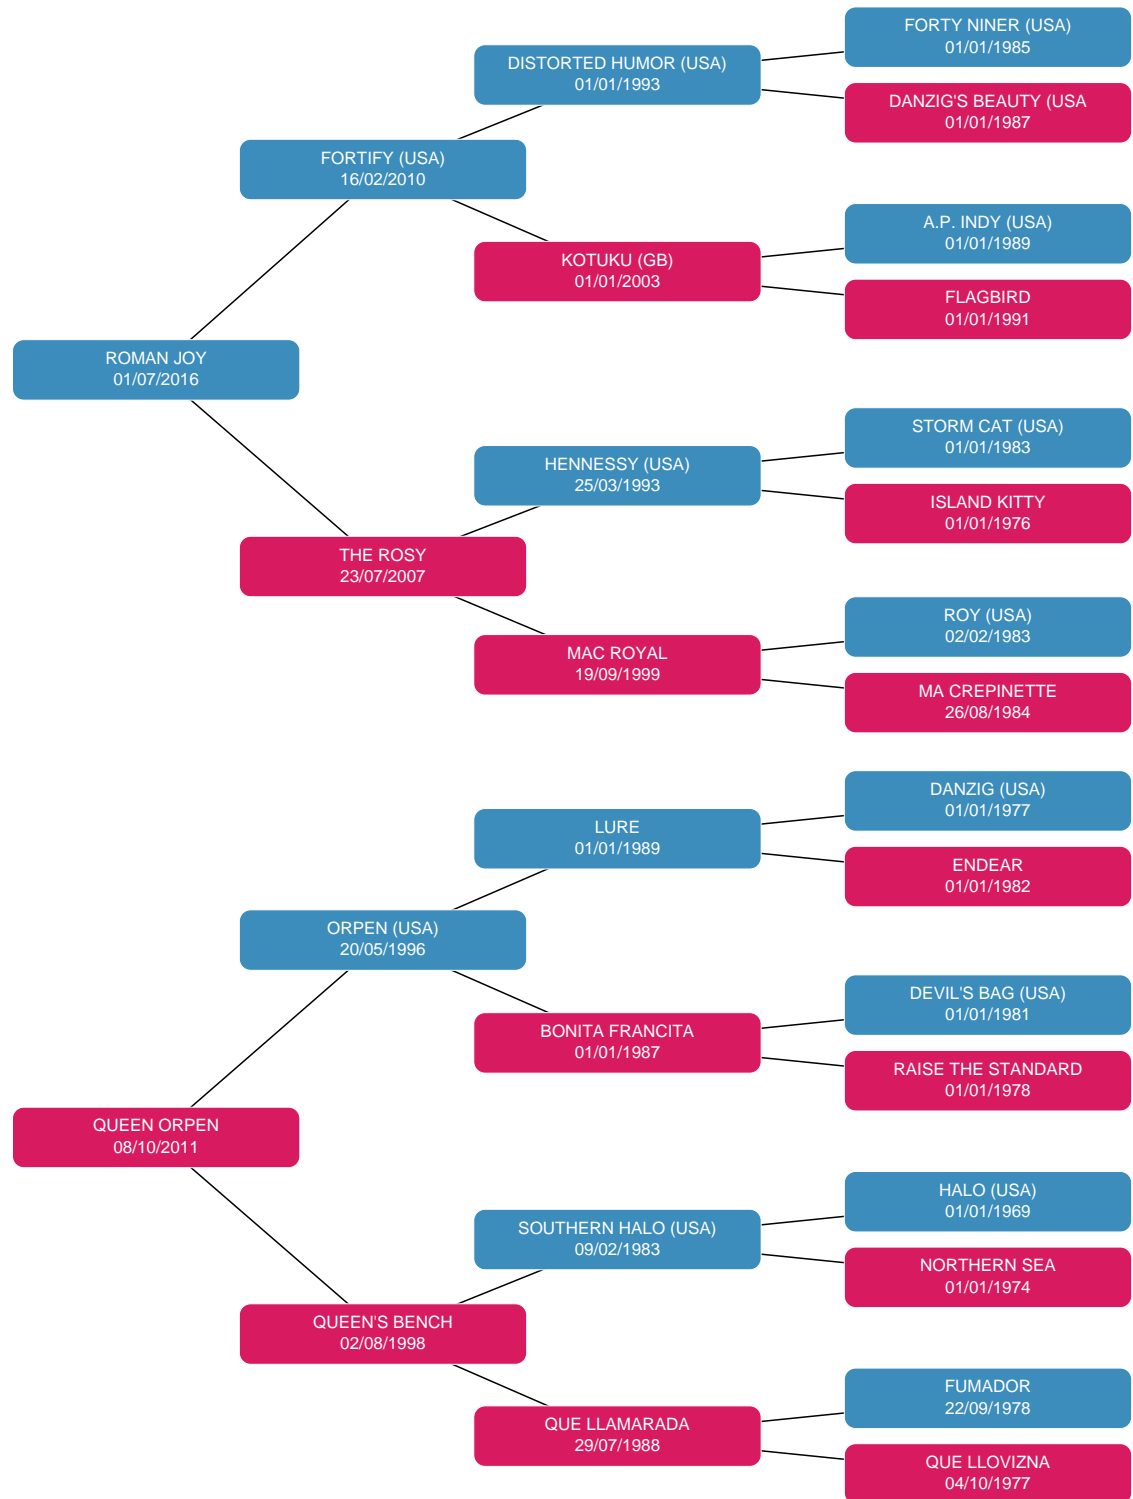 FORTY NINER (USA)
01/01/1985
DISTORTED HUMOR (USA)
01/01/1993
DANZIG'S BEAUTY (USA
01/01/1987
FORTIFY (USA)
16/02/2010
A.P. INDY (USA)
01/01/1989
KOTUKU (GB)
01/01/2003
FLAGBIRD
01/01/1991
ROMAN JOY
01/07/2016
STORM CAT (USA)
01/01/1983
HENNESSY (USA)
25/03/1993
ISLAND KITTY
01/01/1976
THE ROSY
23/07/2007
ROY (USA)
02/02/1983
MAC ROYAL
19/09/1999
MA CREPINETTE
26/08/1984
DANZIG (USA)
01/01/1977
LURE
01/01/1989
ENDEAR
01/01/1982
ORPEN (USA)
20/05/1996
DEVIL'S BAG (USA)
01/01/1981
BONITA FRANCITA
01/01/1987
RAISE THE STANDARD
01/01/1978
QUEEN ORPEN
08/10/2011
HALO (USA)
01/01/1969
SOUTHERN HALO (USA)
09/02/1983
NORTHERN SEA
01/01/1974
QUEEN'S BENCH
02/08/1998
FUMADOR
22/09/1978
QUE LLAMARADA
29/07/1988
QUE LLOVIZNA
04/10/1977